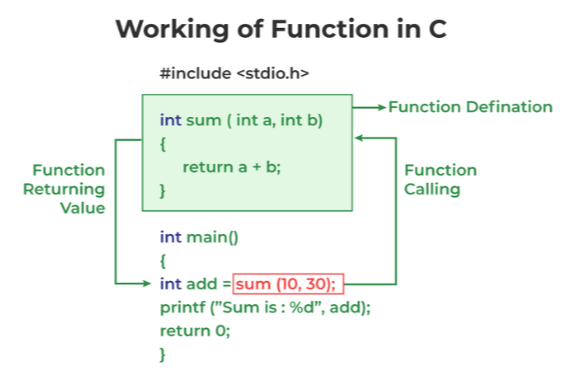 Working of Function in C
#include <stdio.h>
int sum ( int a, int b)
{
return a + b;
}
Function Defination
Function
Calling
Function
Returning
Value
int main()
{
int add = sum (10, 30);
printf ("Sum is : %d", add);
return 0;
}